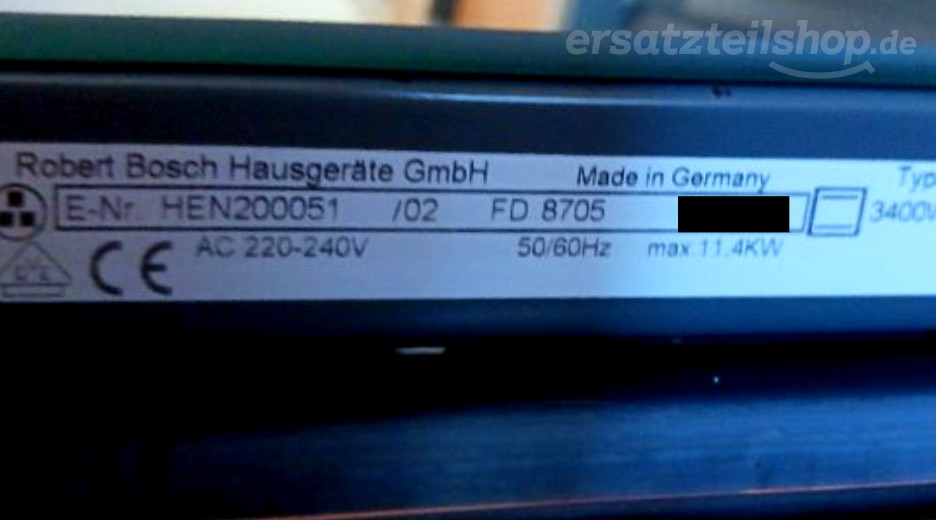 ersatzteilshop.de
Robert Bosch Hausgeräte GmbH Made in Germany Typ
E-Nr. HEN200051 /02 FD 8705 3400W
CE AC 220-240V 50/60Hz max.11.4KW